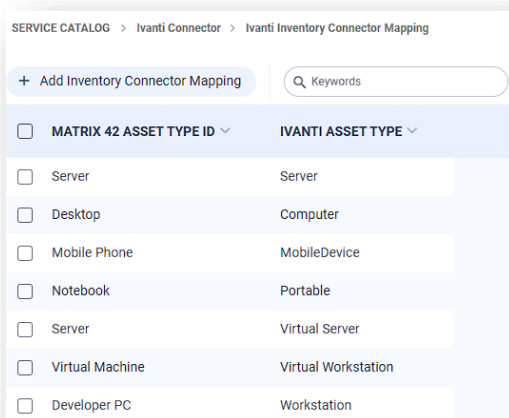 SERVICE CATALOG > Ivanti Connector > Ivanti Inventory Connector Mapping
+ Add Inventory Connector Mapping Keywords
MATRIX 42 ASSET TYPE ID IVANTI ASSET TYPE
Server Server
Desktop Computer
Mobile Phone MobileDevice
Notebook Portable
Server Virtual Server
Virtual Machine Virtual Workstation
Developer PC Workstation